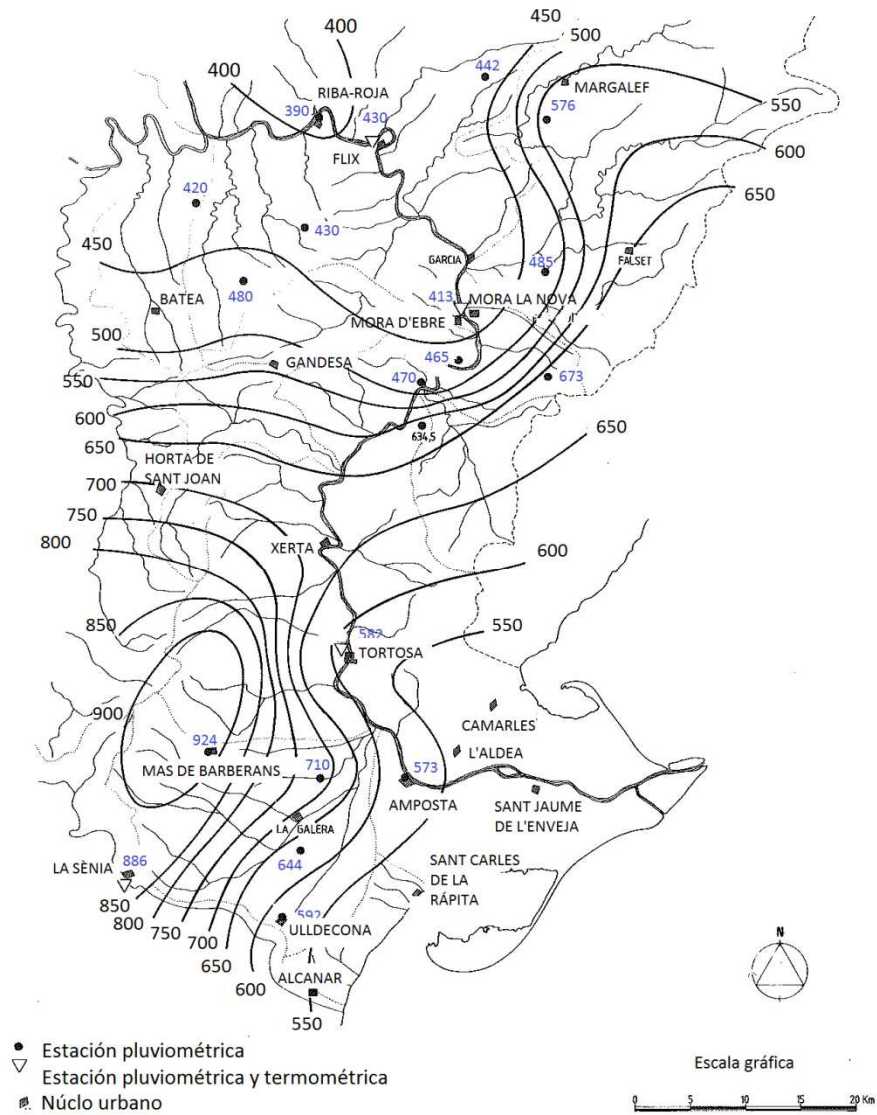 450
400
500
400
442
RIBA-ROJA
MARGALEF
390
430
576
550
FLIX
600
420
650
430
450
GARCIA
FALSET
480
485
BATEA
413
MORA LA NOVA
MORA D'EBRE
500
GANDESA
465
550
470
673
600
634,5
650
650
HORTA DE
SANT JOAN
700
750
XERTA
800
600
582
850
TORTOSA
550
900
CAMARLES
924
L'ALDEA
MAS DE BARBERANS
710
573
AMPOSTA
SANT JAUME
DE L'ENVEJA
LA GALERA
LA SÈNIA
886
644
SANT CARLES
DE LA
RÁPITA
850
592
800
ULLDECONA
750
700
N
650
ALCANAR
600
550
Estación pluviométrica
Estación pluviométrica y termométrica
Núclo urbano
Escala gráfica
0 5 10 15 20 Km